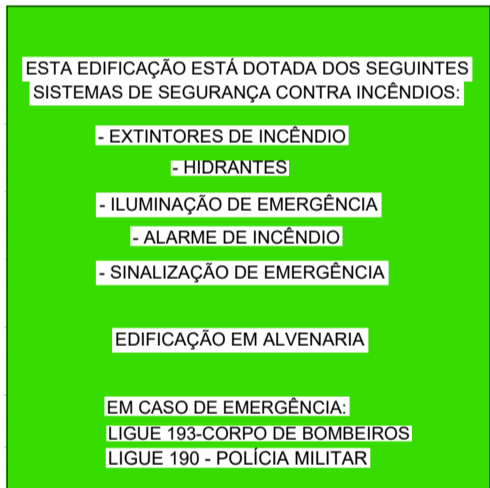 ESTA EDIFICAÇÃO ESTÁ DOTADA DOS SEGUINTES
SISTEMAS DE SEGURANÇA CONTRA INCÊNDIOS:
- EXTINTORES DE INCÊNDIO
- HIDRANTES
- ILUMINAÇÃO DE EMERGÊNCIA
- ALARME DE INCÊNDIO
- SINALIZAÇÃO DE EMERGÊNCIA
EDIFICAÇÃO EM ALVENARIA
EM CASO DE EMERGÊNCIA:
LIGUE 193-CORPO DE BOMBEIROS
LIGUE 190 - POLÍCIA MILITAR